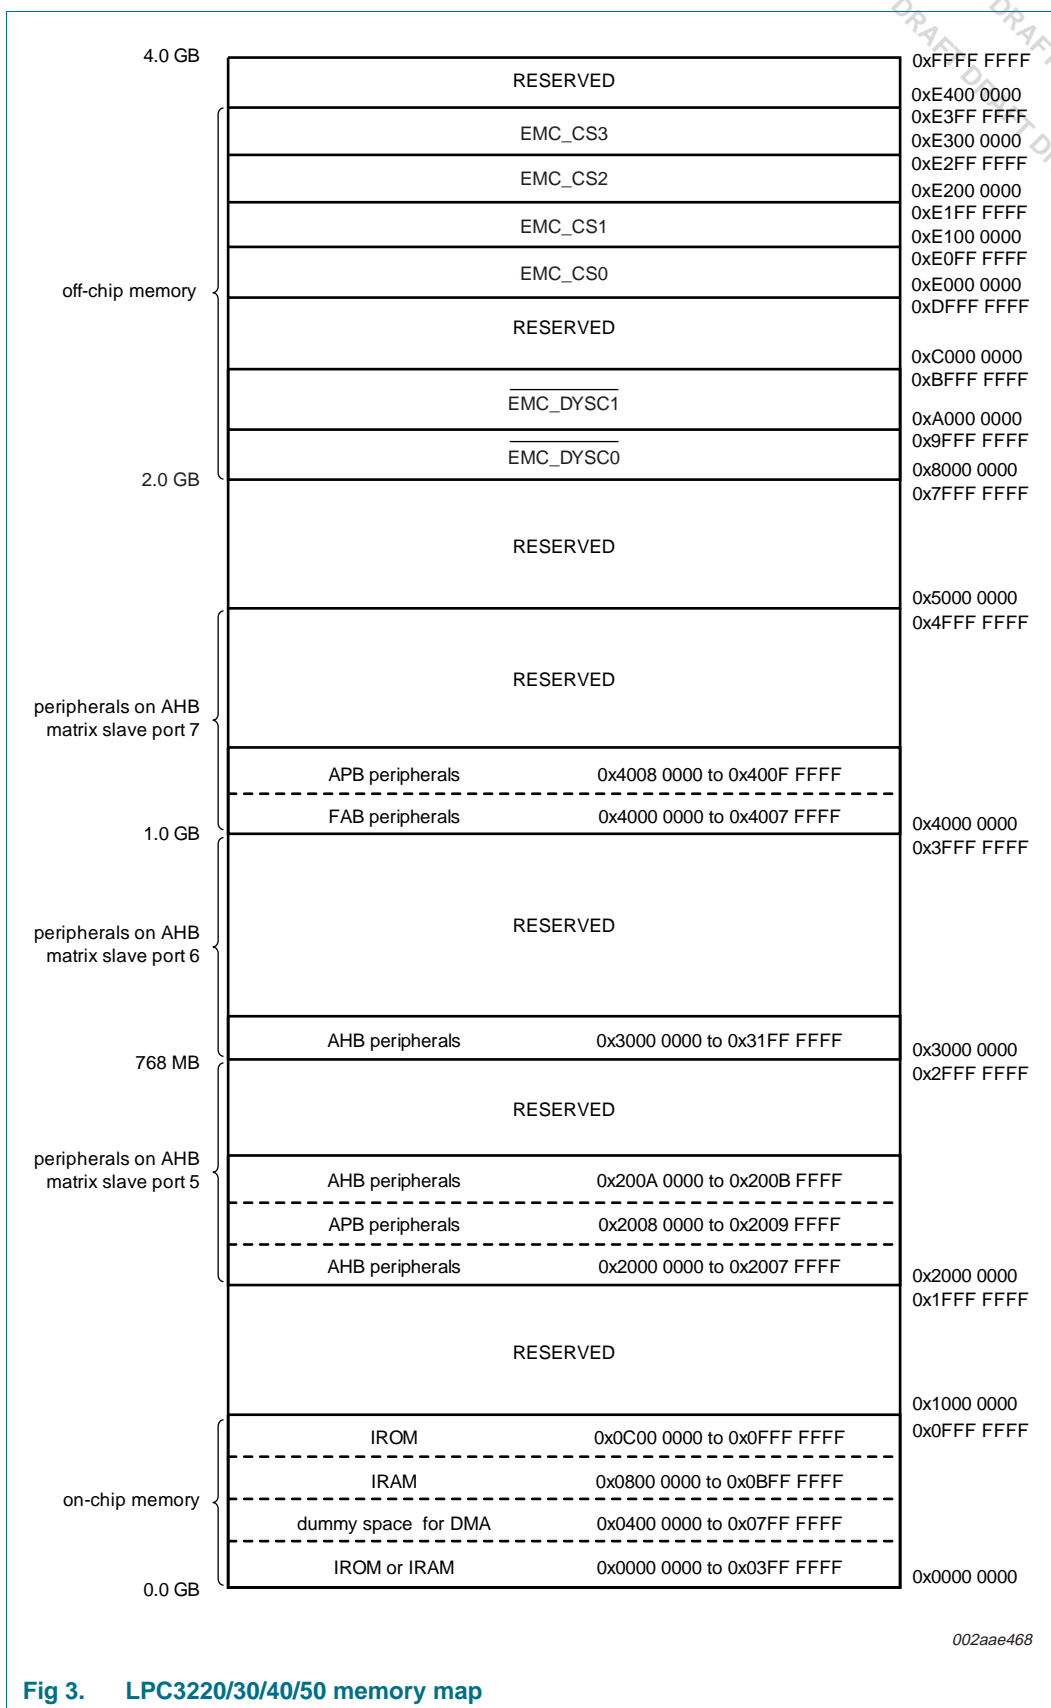 DRAFT DRAFT
DRAFT DRAFT DR
4.0 GB
0xFFFF FFFF
RESERVED
0xE400 0000
0xE3FF FFFF
EMC_CS3
0xE300 0000
0xE2FF FFFF
EMC_CS2
0xE200 0000
0xE1FF FFFF
EMC_CS1
0xE100 0000
0xE0FF FFFF
EMC_CS0
0xE000 0000
off-chip memory
0xDFFF FFFF
RESERVED
0xC000 0000
0xBFFF FFFF
EMC_DYSC1
0xA000 0000
0x9FFF FFFF
EMC_DYSC0
0x8000 0000
2.0 GB
0x7FFF FFFF
RESERVED
0x5000 0000
0x4FFF FFFF
RESERVED
peripherals on AHB
matrix slave port 7
APB peripherals 0x4008 0000 to 0x400F FFFF
FAB peripherals 0x4000 0000 to 0x4007 FFFF
0x4000 0000
1.0 GB
0x3FFF FFFF
RESERVED
peripherals on AHB
matrix slave port 6
AHB peripherals 0x3000 0000 to 0x31FF FFFF
0x3000 0000
768 MB
0x2FFF FFFF
RESERVED
peripherals on AHB
matrix slave port 5
AHB peripherals 0x200A 0000 to 0x200B FFFF
APB peripherals 0x2008 0000 to 0x2009 FFFF
AHB peripherals 0x2000 0000 to 0x2007 FFFF
0x2000 0000
0x1FFF FFFF
RESERVED
0x1000 0000
0x0FFF FFFF
IROM 0x0C00 0000 to 0x0FFF FFFF
IRAM 0x0800 0000 to 0x0BFF FFFF
on-chip memory
dummy space for DMA 0x0400 0000 to 0x07FF FFFF
IROM or IRAM 0x0000 0000 to 0x03FF FFFF
0x0000 0000
0.0 GB
002aae468
Fig 3. LPC3220/30/40/50 memory map